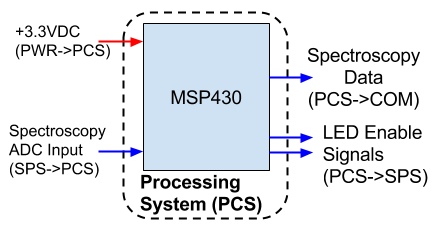 +3.3VDC
(PWR->PCS)
Spectroscopy
ADC Input
(SPS->PCS)
MSP430
Processing
System (PCS)
Spectroscopy
Data
(PCS->COM)
LED Enable
Signals
(PCS->SPS)